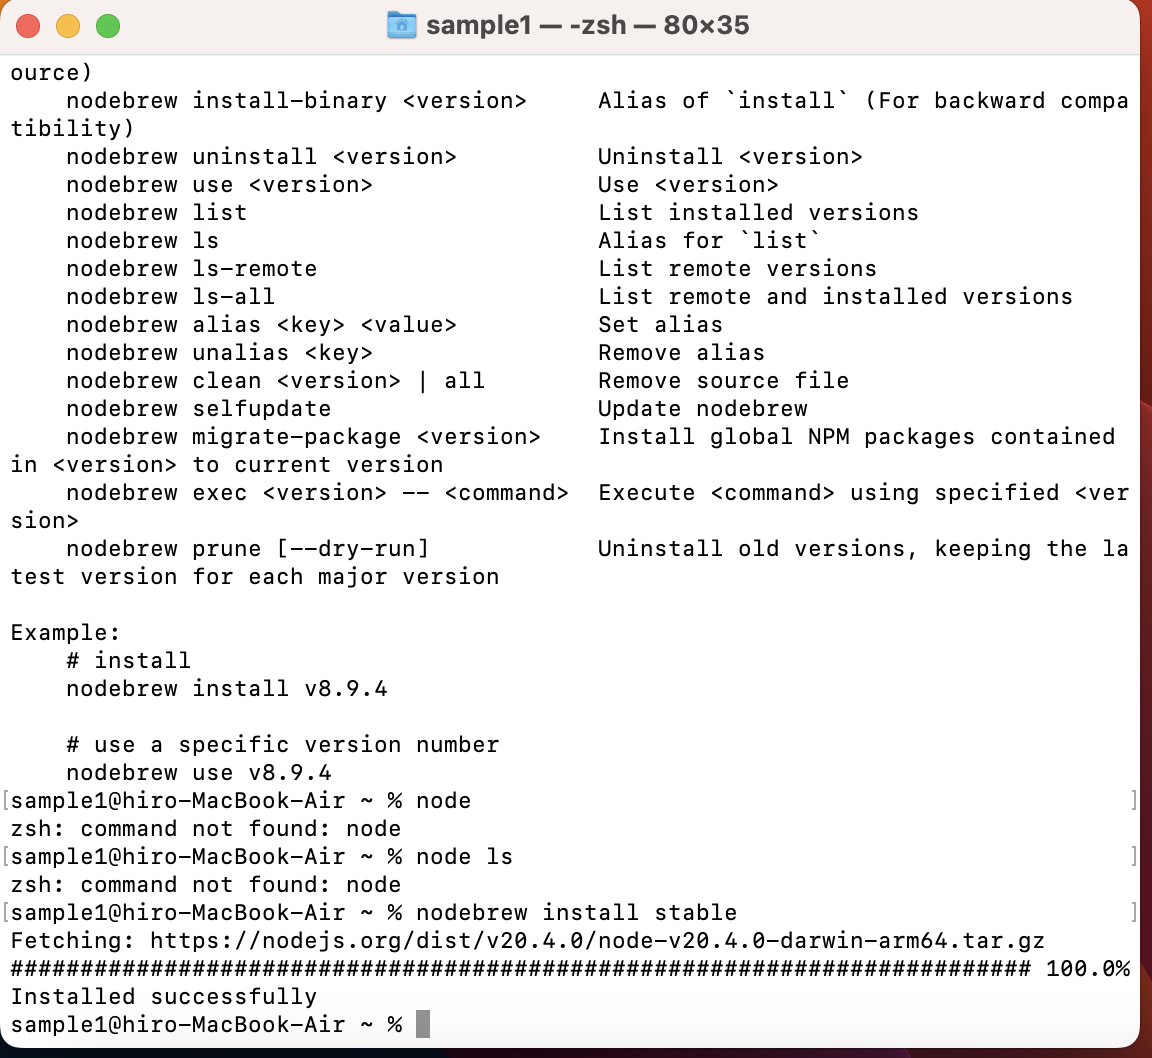 sample1 — -zsh — 80×35
ource)
    nodebrew install-binary <version>     Alias of `install` (For backward compa
tibility)
    nodebrew uninstall <version>          Uninstall <version>
    nodebrew use <version>                Use <version>
    nodebrew list                         List installed versions
    nodebrew ls                           Alias for `list`
    nodebrew ls-remote                    List remote versions
    nodebrew ls-all                       List remote and installed versions
    nodebrew alias <key> <value>          Set alias
    nodebrew unalias <key>                Remove alias
    nodebrew clean <version> | all        Remove source file
    nodebrew selfupdate                   Update nodebrew
    nodebrew migrate-package <version>    Install global NPM packages contained 
in <version> to current version
    nodebrew exec <version> -- <command>  Execute <command> using specified <ver
sion>
    nodebrew prune [--dry-run]            Uninstall old versions, keeping the la
test version for each major version

Example:
    # install
    nodebrew install v8.9.4

    # use a specific version number
    nodebrew use v8.9.4
[sample1@hiro-MacBook-Air ~ % node ]
zsh: command not found: node
[sample1@hiro-MacBook-Air ~ % node ls ]
zsh: command not found: node
[sample1@hiro-MacBook-Air ~ % nodebrew install stable ]
Fetching: https://nodejs.org/dist/v20.4.0/node-v20.4.0-darwin-arm64.tar.gz
######################################################################### 100.0%
Installed successfully
sample1@hiro-MacBook-Air ~ %